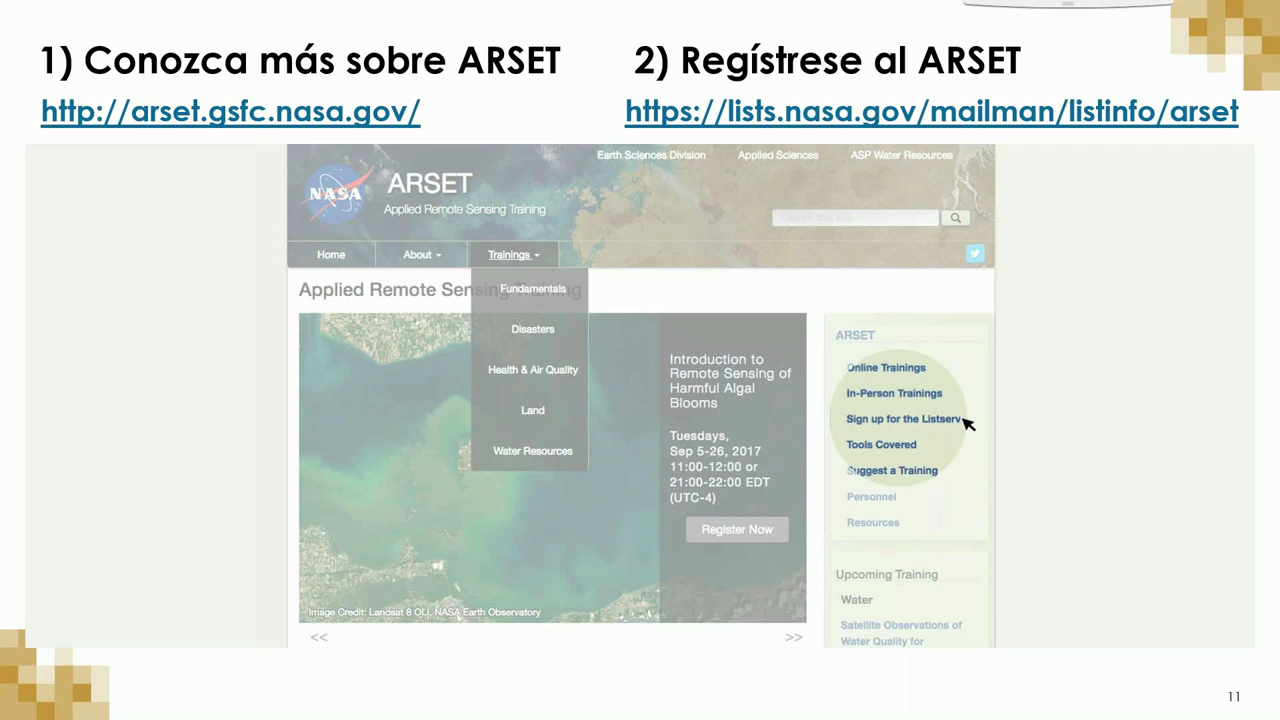 1) Conozca más sobre ARSET
http://arset.gsfc.nasa.gov/
2) Regístrese al ARSET
https://lists.nasa.gov/mailman/listinfo/arset
Earth Sciences Division
Applied Sciences
ASP Water Resources
NASA
ARSET
Applied Remote Sensing Training
Search this site
Home
About
Trainings
Fundamentals
Disasters
Health & Air Quality
Land
Water Resources
Applied Remote Sensing Training
Introduction to
Remote Sensing of
Harmful Algal
Blooms
Tuesdays,
Sep 5-26, 2017
11:00-12:00 or
21:00-22:00 EDT
(UTC-4)
Register Now
Image Credit: Landsat 8 OLI, NASA Earth Observatory
<<
>>
ARSET
Online Trainings
In-Person Trainings
Sign up for the Listserv
Tools Covered
Suggest a Training
Personnel
Resources
Upcoming Training
Water
Satellite Observations of
Water Quality for
11